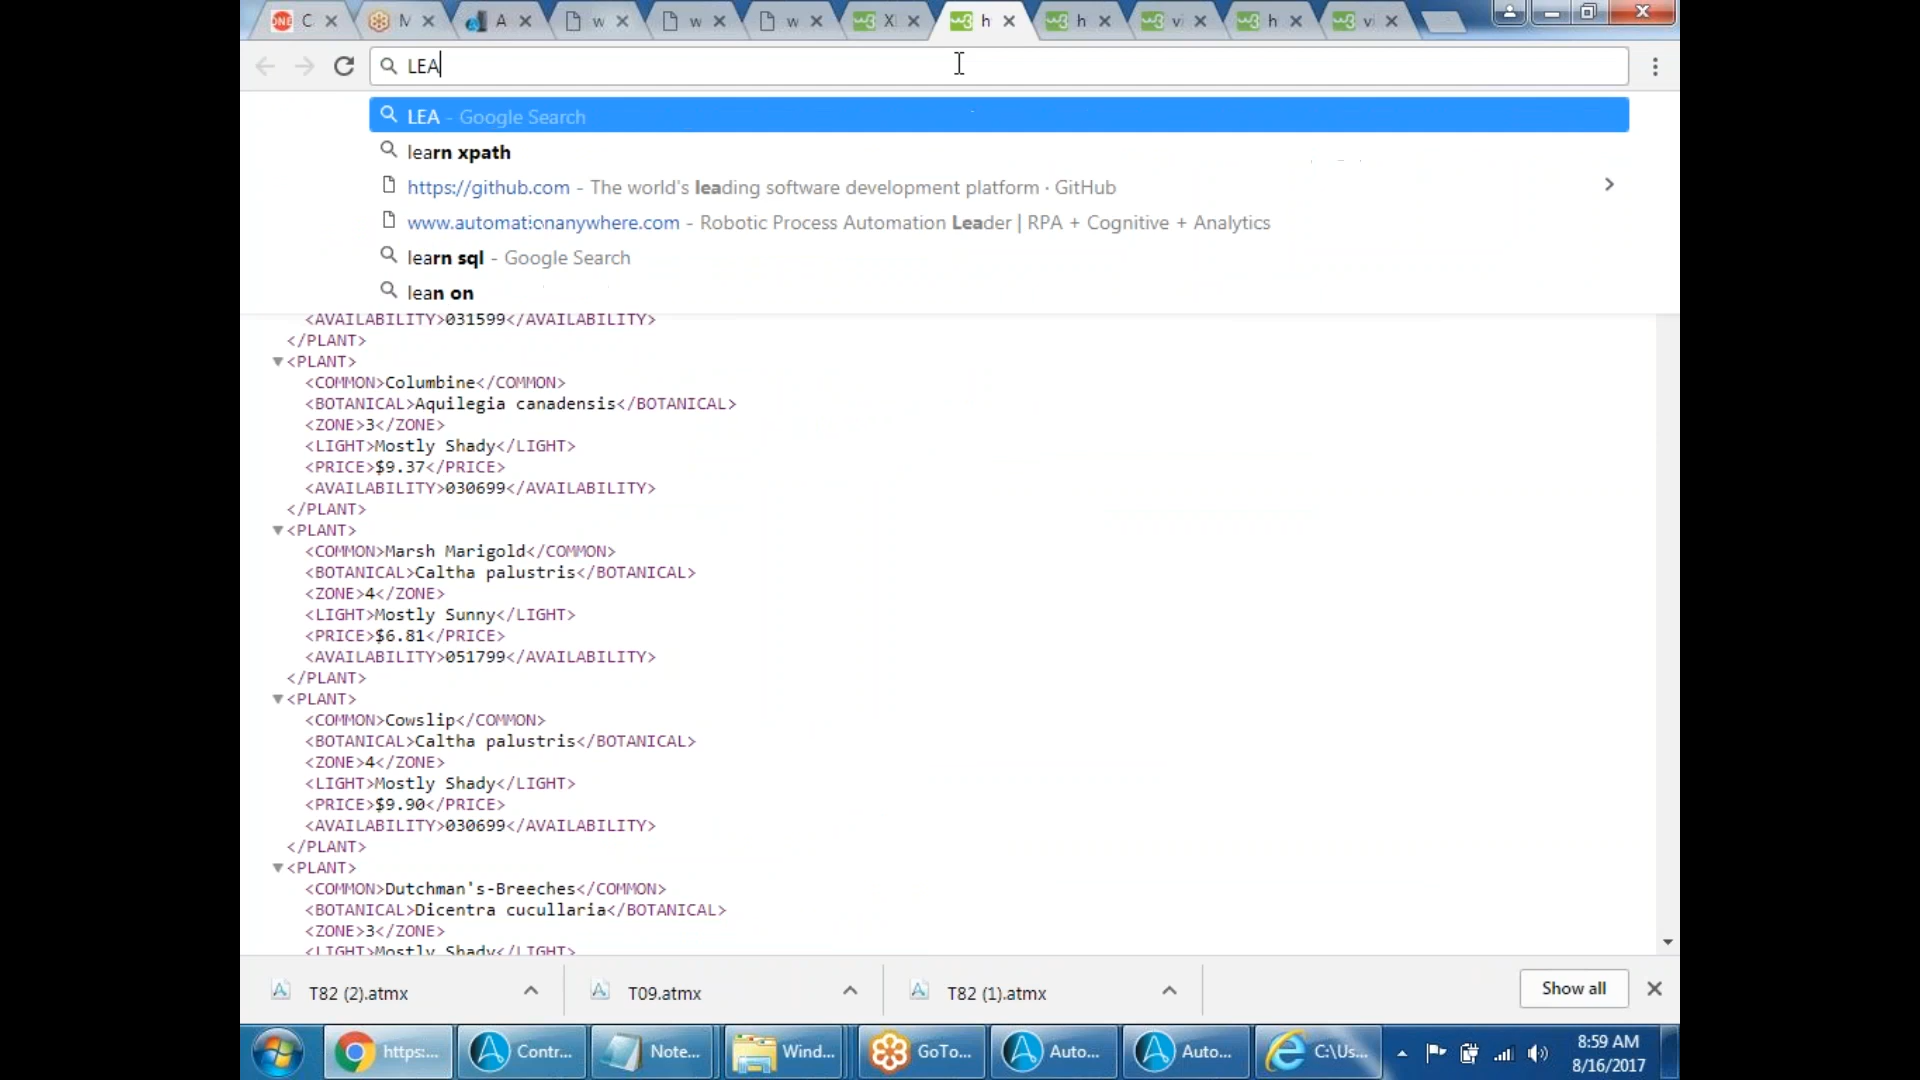 C
M
A
w
w
w
X
h
h
vi
h
vi
LEA
LEA - Google Search
learn xpath
https://github.com - The world's leading software development platform · GitHub
www.automationanywhere.com - Robotic Process Automation Leader | RPA + Cognitive + Analytics
learn sql - Google Search
lean on
<AVAILABILITY>031599</AVAILABILITY>
</PLANT>
▼<PLANT>
<COMMON>Columbine</COMMON>
<BOTANICAL>Aquilegia canadensis</BOTANICAL>
<ZONE>3</ZONE>
<LIGHT>Mostly Shady</LIGHT>
<PRICE>$9.37</PRICE>
<AVAILABILITY>030699</AVAILABILITY>
</PLANT>
▼<PLANT>
<COMMON>Marsh Marigold</COMMON>
<BOTANICAL>Caltha palustris</BOTANICAL>
<ZONE>4</ZONE>
<LIGHT>Mostly Sunny</LIGHT>
<PRICE>$6.81</PRICE>
<AVAILABILITY>051799</AVAILABILITY>
</PLANT>
▼<PLANT>
<COMMON>Cowslip</COMMON>
<BOTANICAL>Caltha palustris</BOTANICAL>
<ZONE>4</ZONE>
<LIGHT>Mostly Shady</LIGHT>
<PRICE>$9.90</PRICE>
<AVAILABILITY>030699</AVAILABILITY>
</PLANT>
▼<PLANT>
<COMMON>Dutchman's-Breeches</COMMON>
<BOTANICAL>Dicentra cucullaria</BOTANICAL>
<ZONE>3</ZONE>
<LIGHT>Mostly Shady</LIGHT>
T82 (2).atmx
T09.atmx
T82 (1).atmx
Show all
https:...
Contr...
Note...
Wind...
GoTo...
Auto...
Auto...
C:\Us...
8:59 AM
8/16/2017